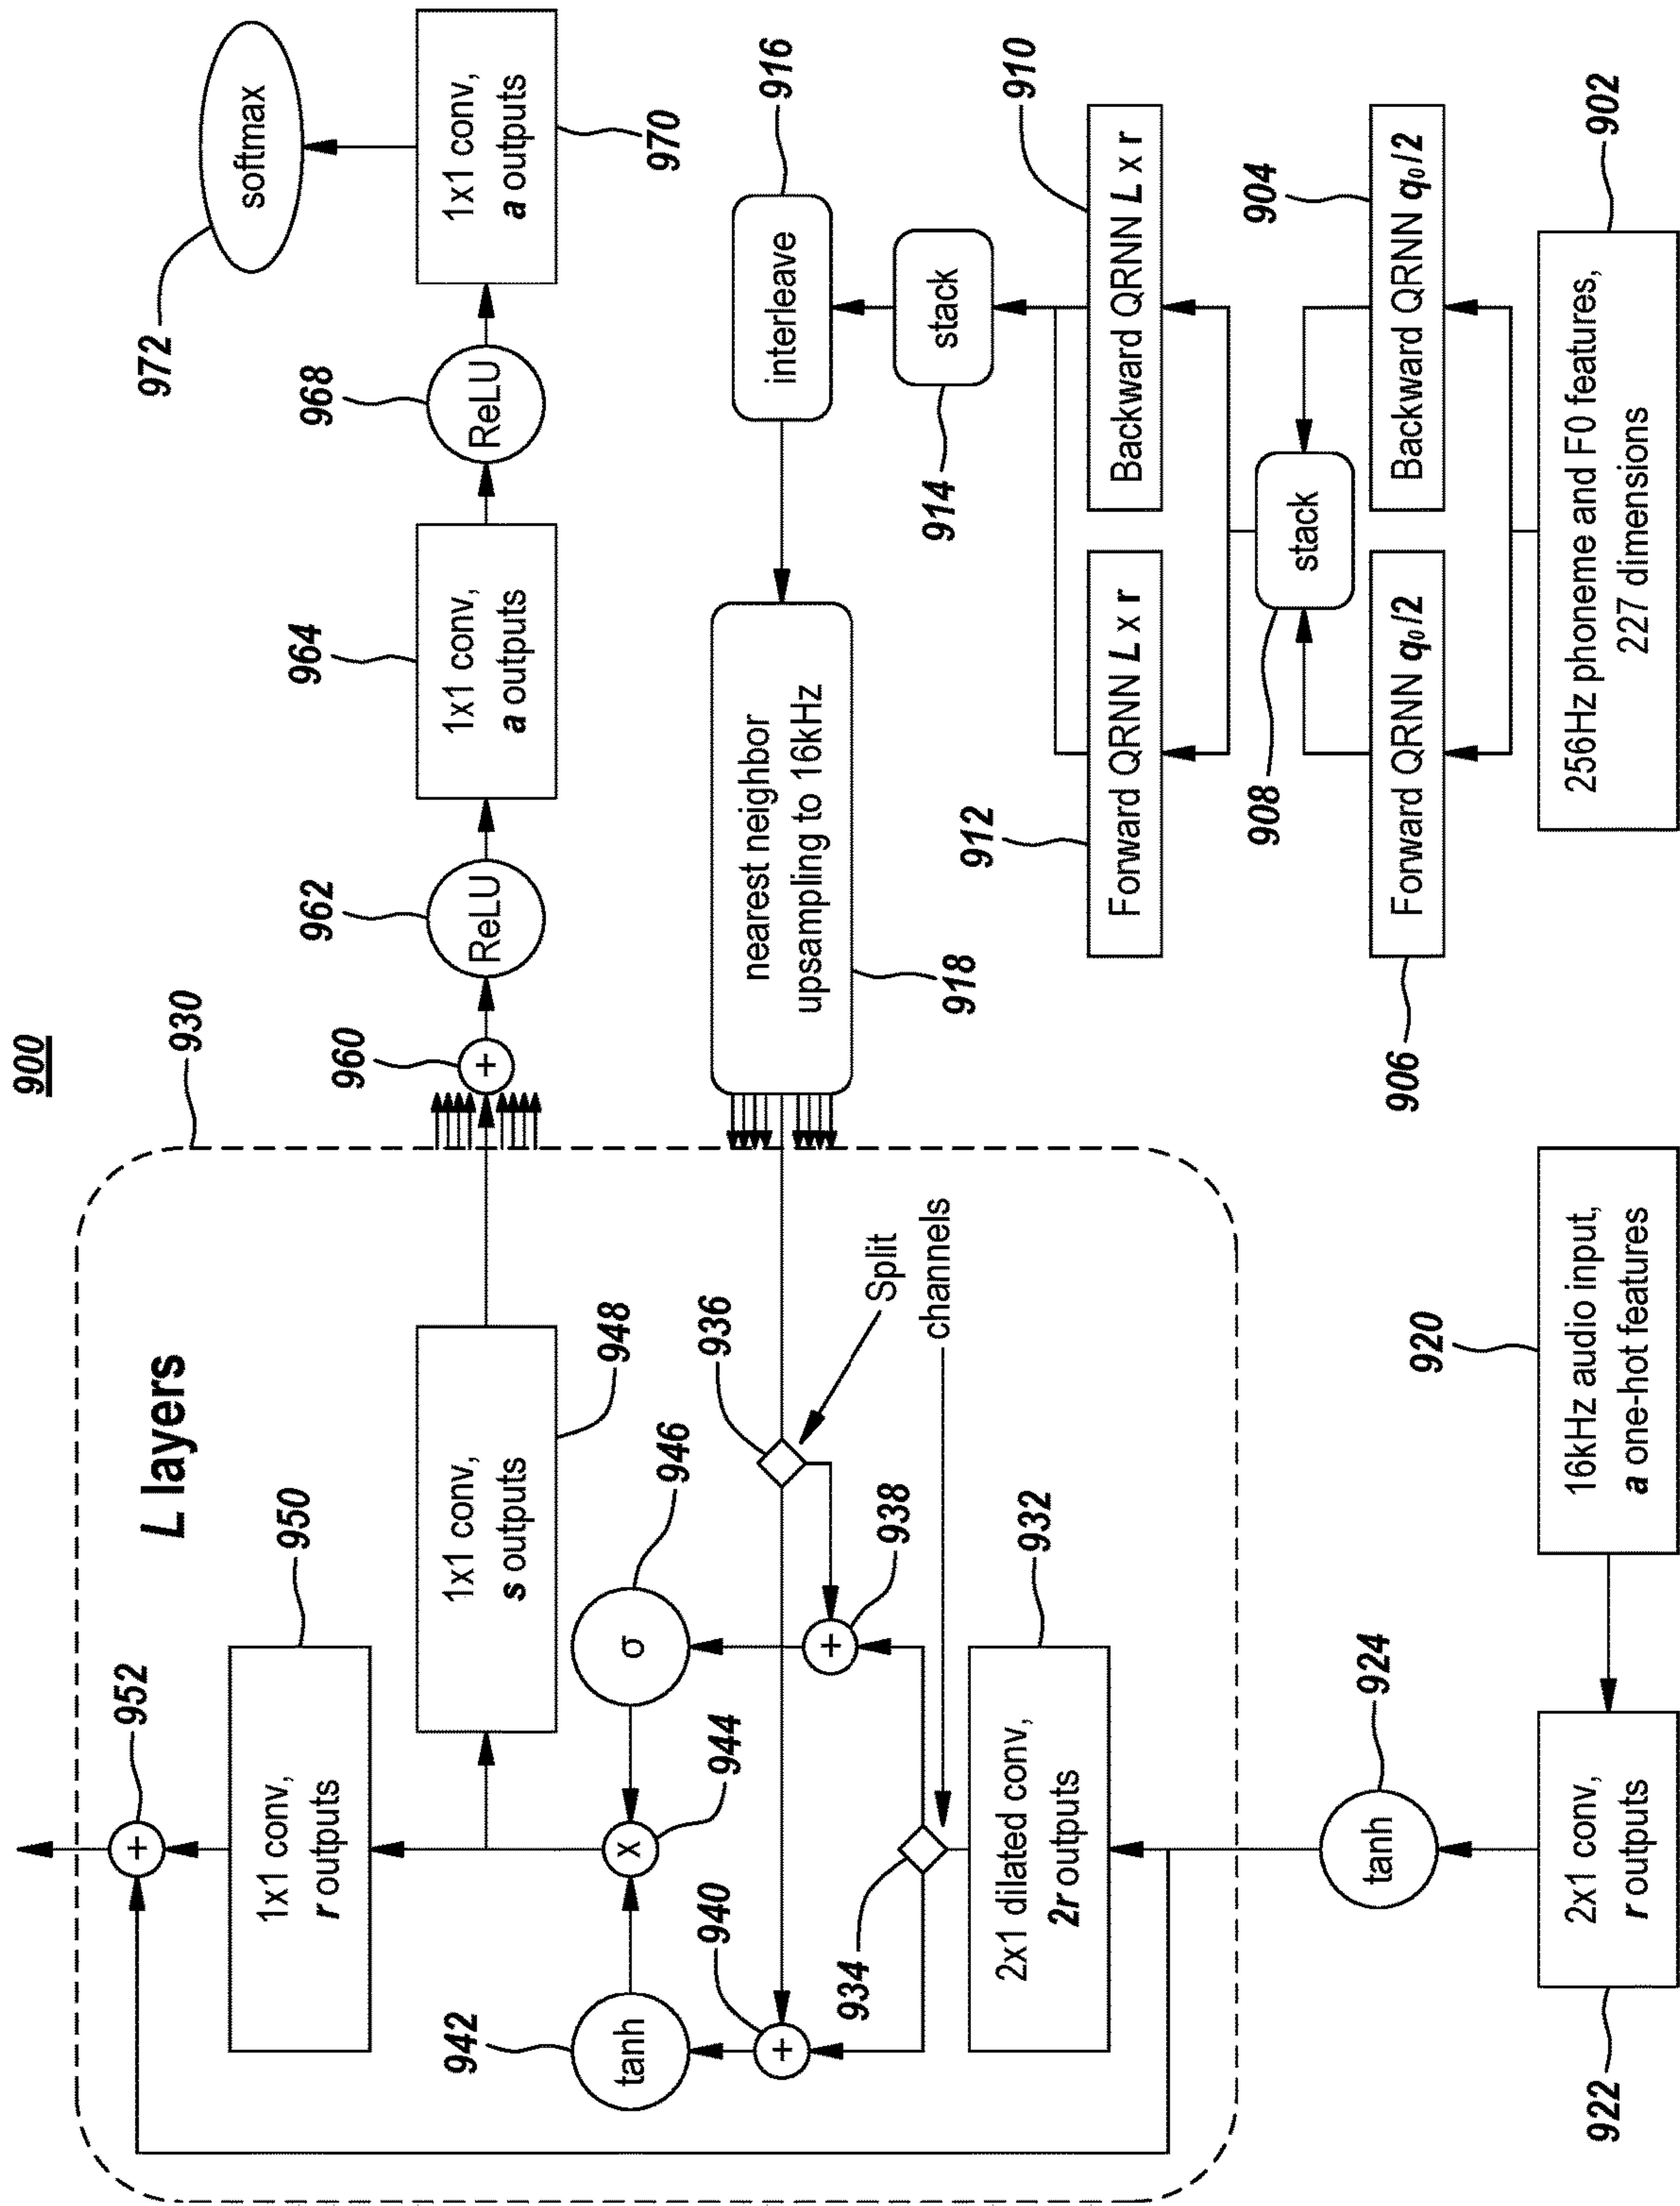 900
930
L layers
952
1x1 conv,
r outputs
950
1x1 conv,
s outputs
948
942
tanh
x
944
σ
946
940
+
+
+
938
936
Split
channels
934
2x1 dilated conv,
2r outputs
932
tanh
924
2x1 conv,
r outputs
922
16kHz audio input,
a one-hot features
920
960
+
962
ReLU
964
1x1 conv,
a outputs
968
ReLU
1x1 conv,
a outputs
970
softmax
972
nearest neighbor
upsampling to 16kHz
918
interleave
916
stack
914
912
Forward QRNN L x r
Backward QRNN L x r
910
stack
908
Forward QRNN q₀/2
906
Backward QRNN q₀/2
904
256Hz phoneme and F0 features,
227 dimensions
902